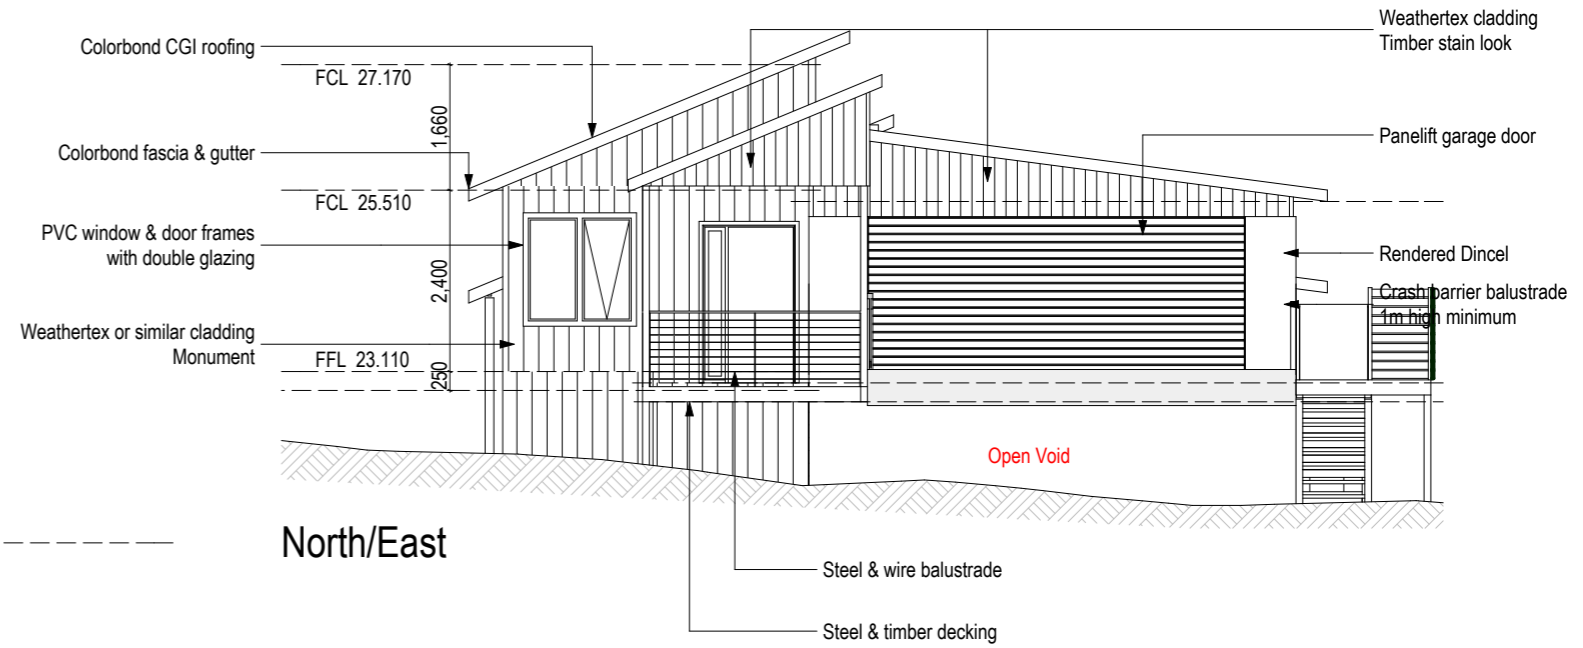 Colorbond CGI roofing
Colorbond fascia & gutter
PVC window & door frames
with double glazing
Weathertex or similar cladding
Monument
FCL 27.170
1,660
FCL 25.510
2,400
FFL 23.110
250
Weathertex cladding
Timber stain look
Panelift garage door
Rendered Dincel
Crash barrier balustrade
1m high minimum
Open Void
North/East
Steel & wire balustrade
Steel & timber decking